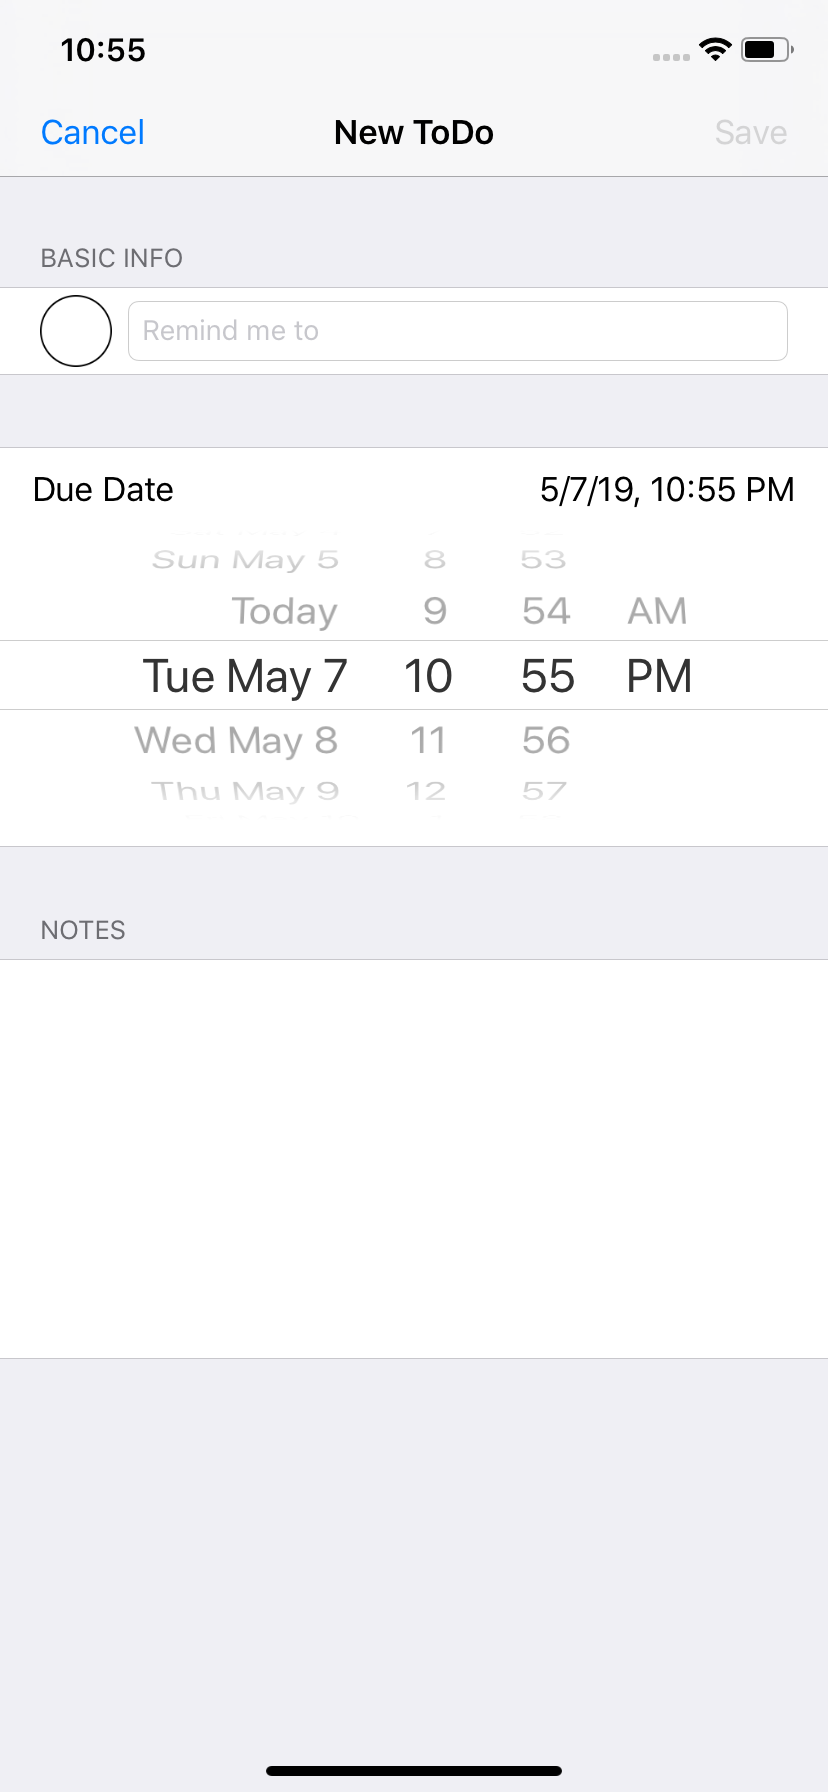 10:55
Cancel New ToDo Save
BASIC INFO
Remind me to
Due Date 5/7/19, 10:55 PM
Sun May 5 8 53
Today 9 54 AM
Tue May 7 10 55 PM
Wed May 8 11 56
Thu May 9 12 57
NOTES